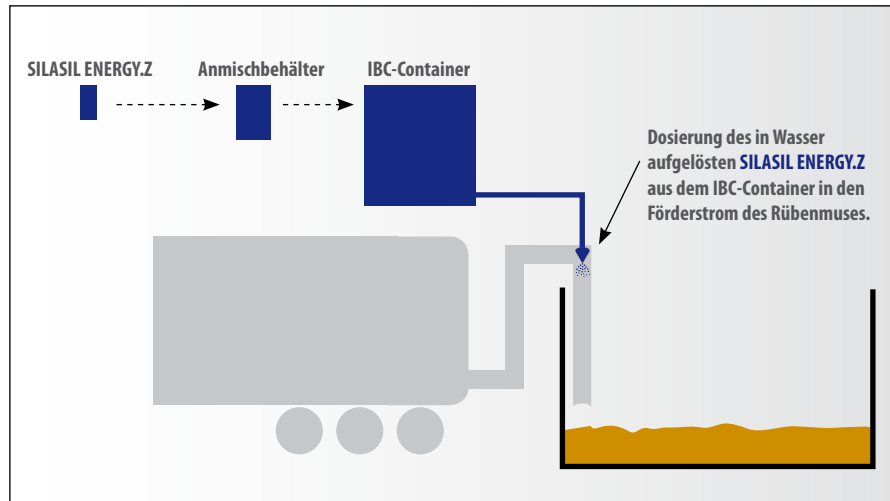 SILASIL ENERGY.Z
Anmischbehälter
IBC-Container
Dosierung des in Wasser
aufgelösten SILASIL ENERGY.Z
aus dem IBC-Container in den
Förderstrom des Rübenmuses.